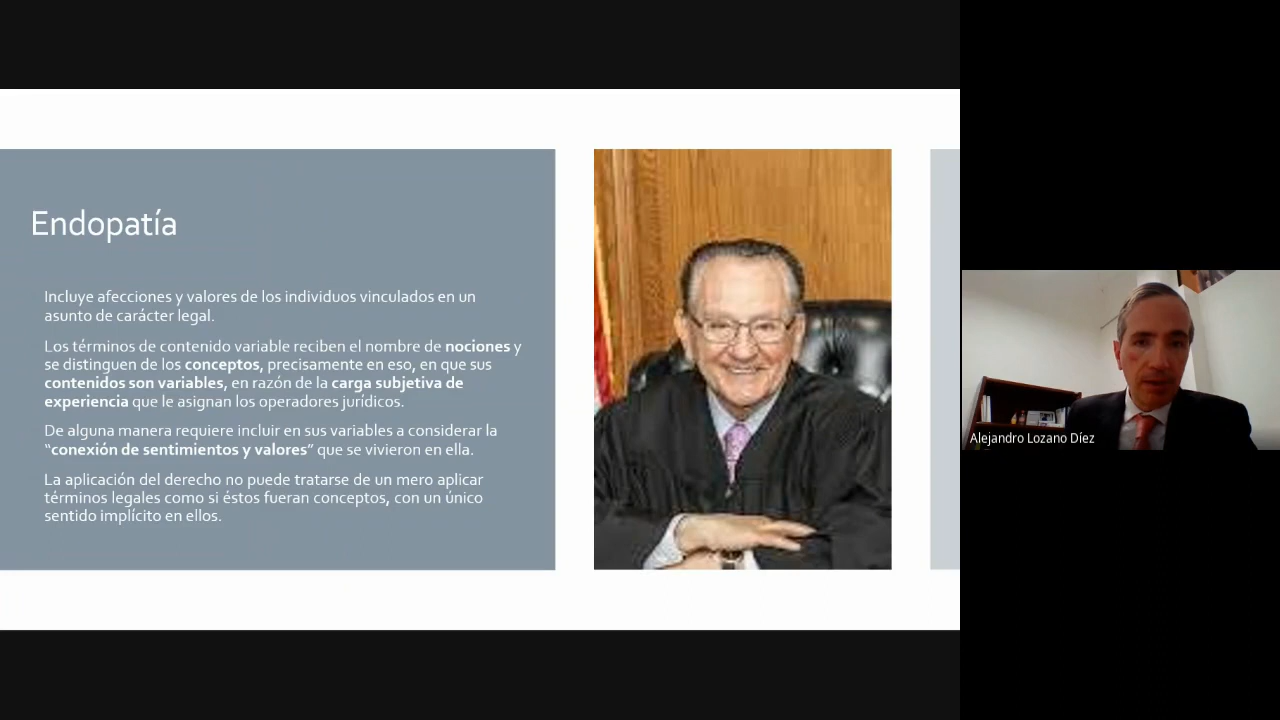 Endopatía
Incluye afecciones y valores de los individuos vinculados en un
asunto de carácter legal.
Los términos de contenido variable reciben el nombre de nociones y
se distinguen de los conceptos, precisamente en eso, en que sus
contenidos son variables, en razón de la carga subjetiva de
experiencia que le asignan los operadores jurídicos.
De alguna manera requiere incluir en sus variables a considerar la
“conexión de sentimientos y valores” que se vivieron en ella.
La aplicación del derecho no puede tratarse de un mero aplicar
términos legales como si éstos fueran conceptos, con un único
sentido implícito en ellos.
Alejandro Lozano Díez